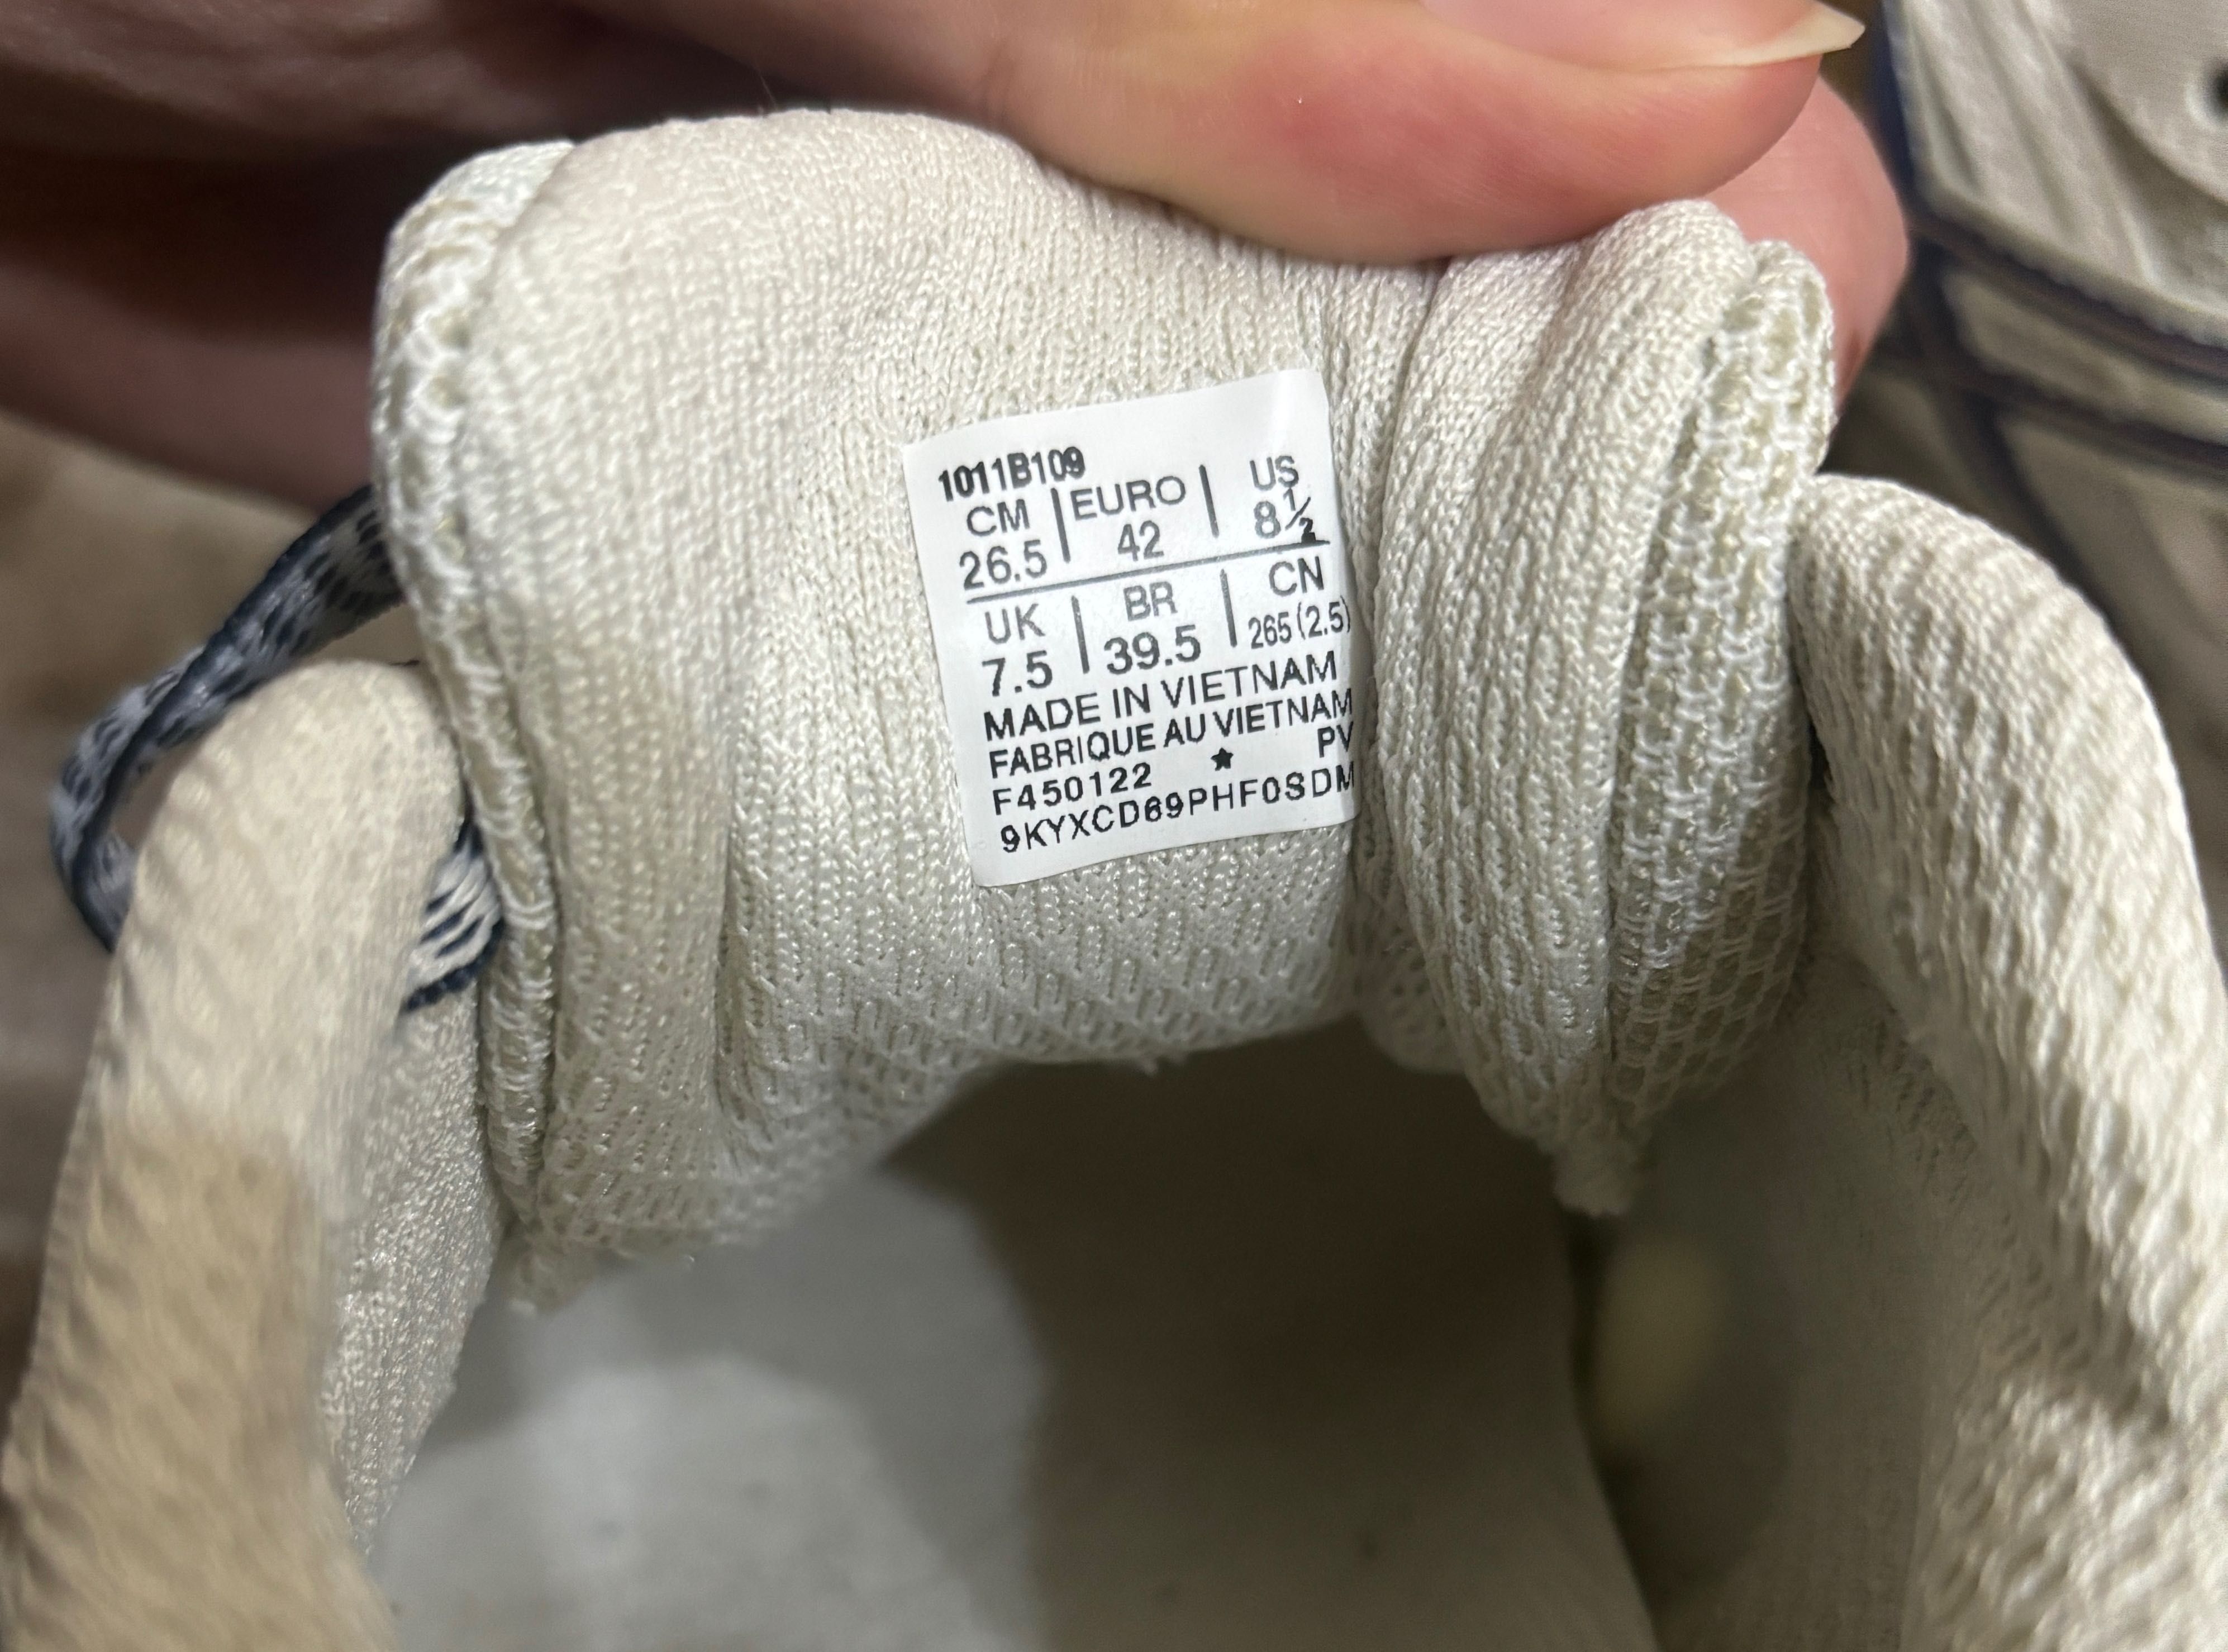 1011B109
CM | EURO | US
26.5 | 42 | 8½
UK | BR | CN
7.5 | 39.5 | 265(2.5)
MADE IN VIETNAM
FABRIQUE AU VIETNAM
F450122 ★ PV
9KYXCD69PHF0SDM